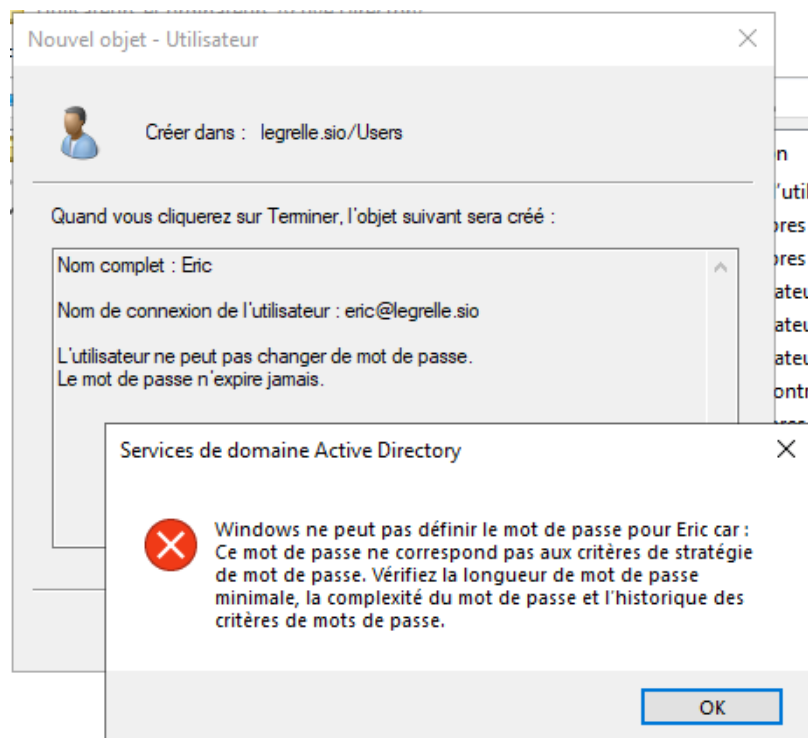 Nouvel objet - Utilisateur
Créer dans : legrelle.sio/Users
Quand vous cliquerez sur Terminer, l'objet suivant sera créé :
Nom complet : Eric
Nom de connexion de l'utilisateur : eric@legrelle.sio
L'utilisateur ne peut pas changer de mot de passe.
Le mot de passe n'expire jamais.
Services de domaine Active Directory
Windows ne peut pas définir le mot de passe pour Eric car :
Ce mot de passe ne correspond pas aux critères de stratégie
de mot de passe. Vérifiez la longueur de mot de passe
minimale, la complexité du mot de passe et l'historique des
critères de mots de passe.
OK